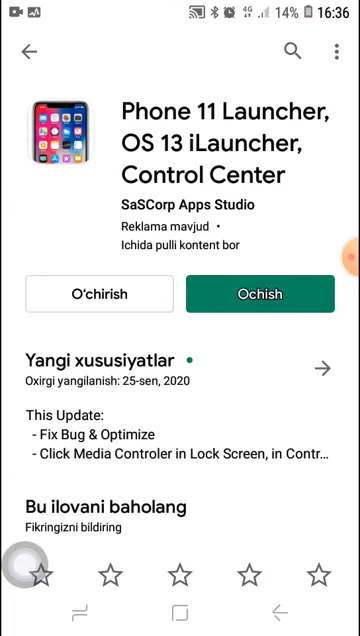 4G 14% 16:36
Phone 11 Launcher,
OS 13 iLauncher,
Control Center
SaSCorp Apps Studio
Reklama mavjud •
Ichida pulli kontent bor
Oʻchirish
Ochish
Yangi xususiyatlar •
Oxirgi yangilanish: 25-sen, 2020
This Update:
- Fix Bug & Optimize
- Click Media Controler in Lock Screen, in Contr...
Bu ilovani baholang
Fikringizni bildiring